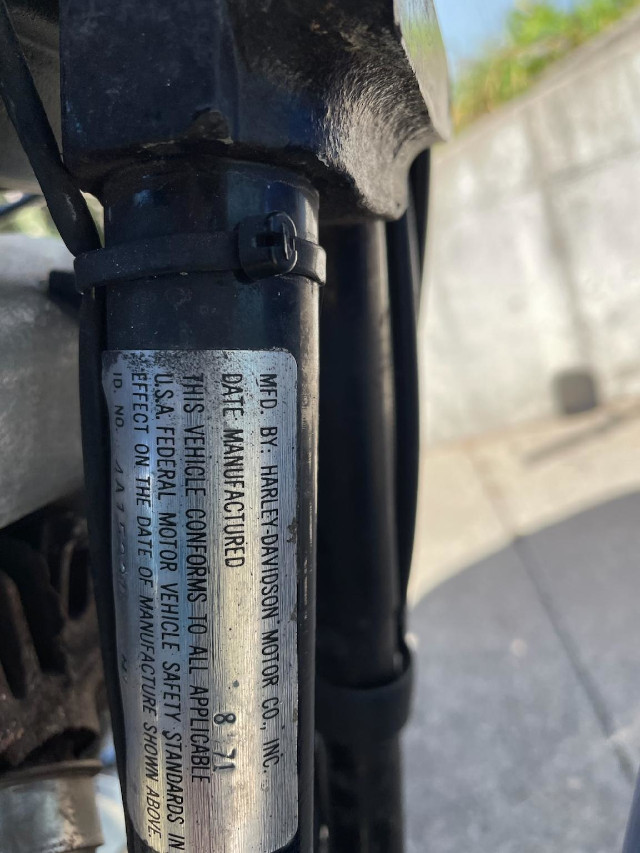 MFD. BY: HARLEY-DAVIDSON MOTOR CO., INC.
DATE MANUFACTURED 8 71
THIS VEHICLE CONFORMS TO ALL APPLICABLE
U.S.A. FEDERAL MOTOR VEHICLE SAFETY STANDARDS IN
EFFECT ON THE DATE OF MANUFACTURE SHOWN ABOVE.
ID. NO.